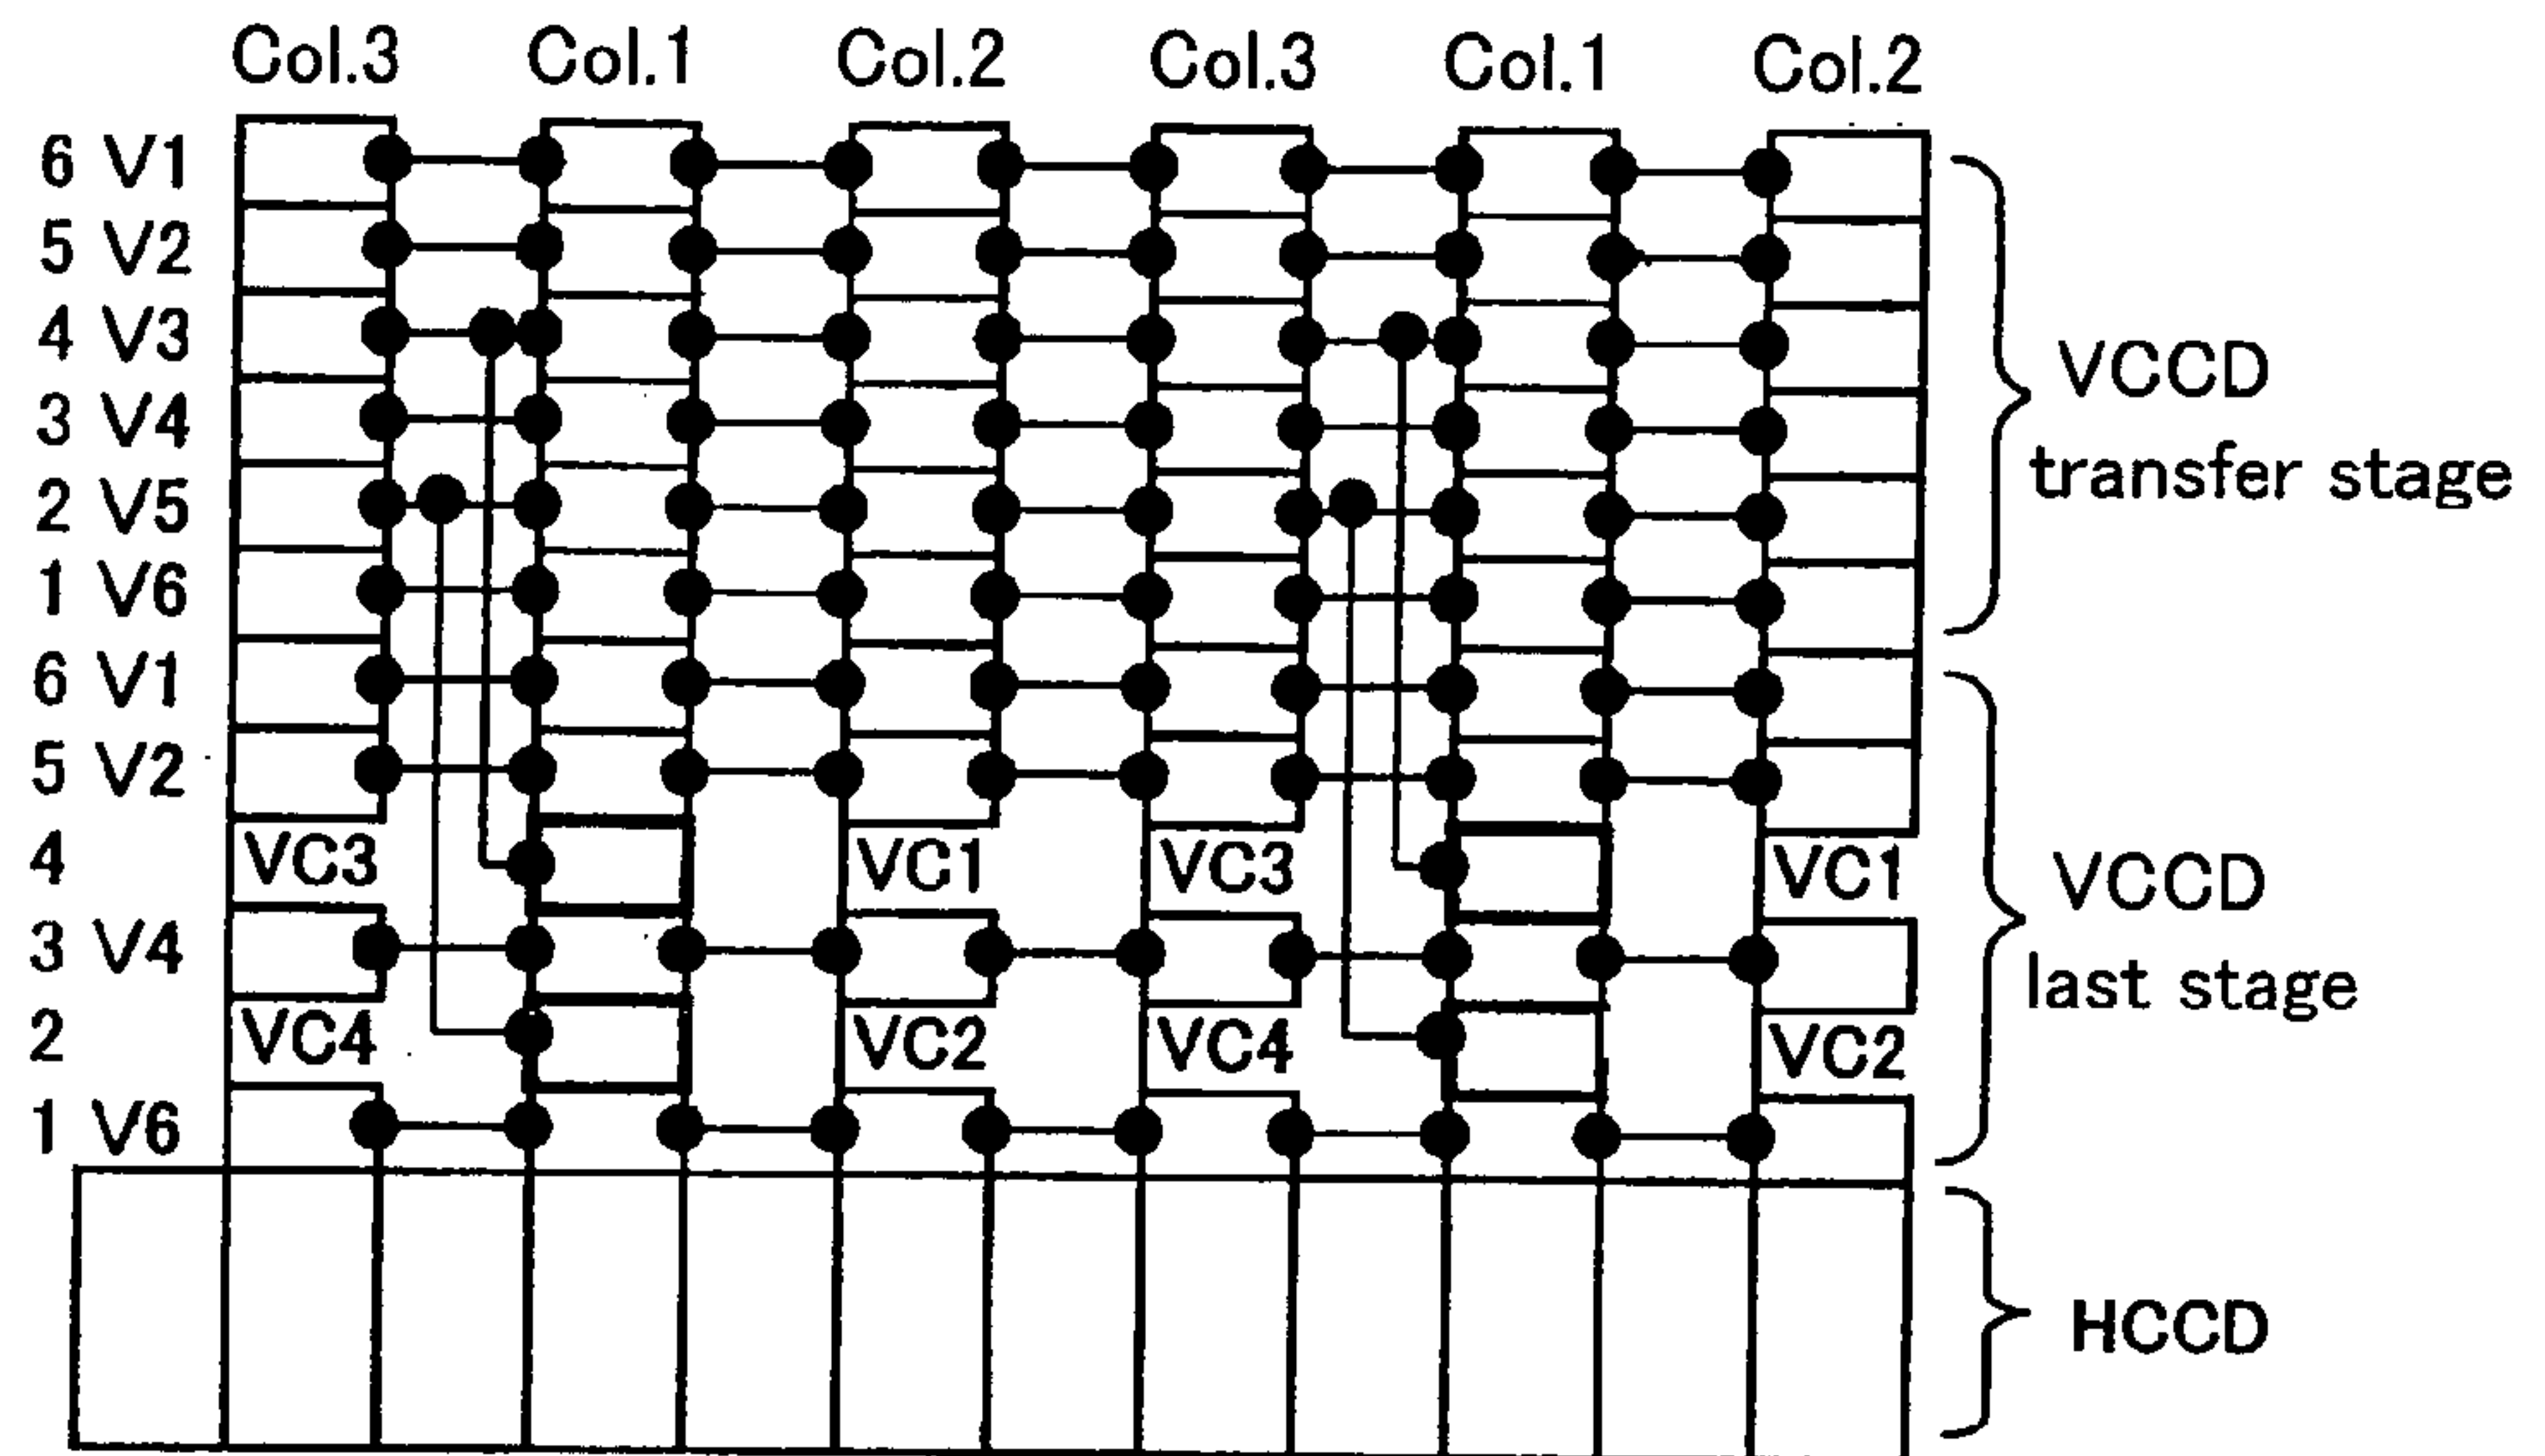 Col.3 Col.1 Col.2 Col.3 Col.1 Col.2
6 V1
5 V2
4 V3
3 V4
2 V5
1 V6
VCCD
transfer stage
6 V1
5 V2
4 VC3 VC1 VC3 VC1
3 V4
2 VC4 VC2 VC4 VC2
1 V6
VCCD
last stage
HCCD